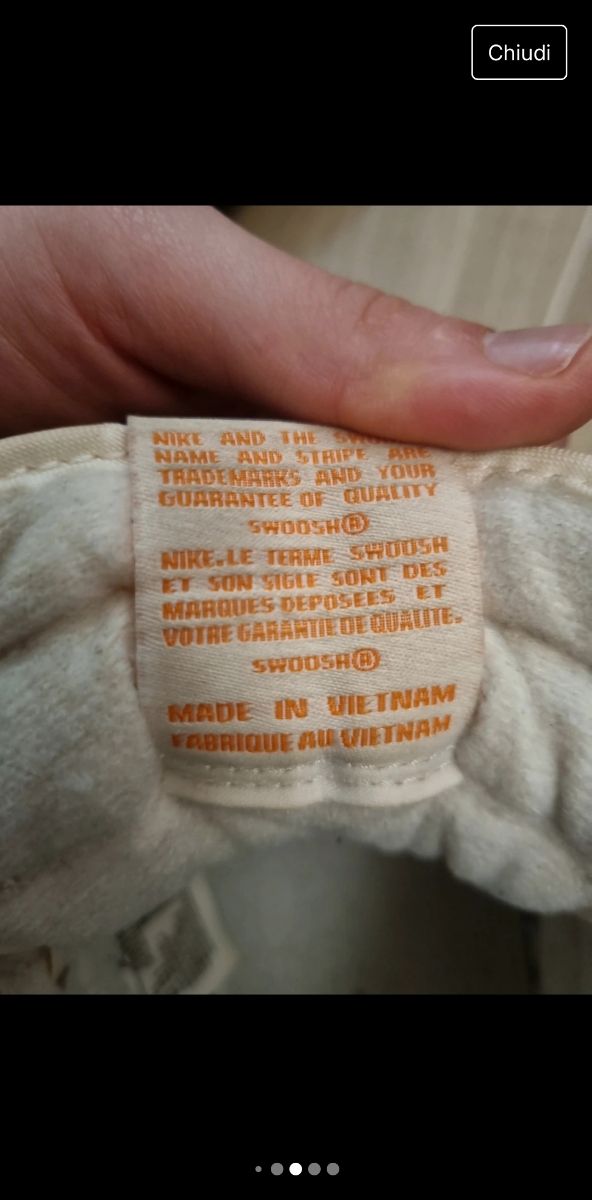 Chiudi
NIKE AND THE
NAME AND STRIPE ARE
TRADEMARKS AND YOUR
GUARANTEE OF QUALITY
SWOOSH®
NIKE.LE TERME SWOOSH
ET SON SIGLE SONT DES
MARQUES DEPOSEES ET
VOTRE GARANTIE DE QUALITE.
SWOOSH®
MADE IN VIETNAM
FABRIQUE AU VIETNAM